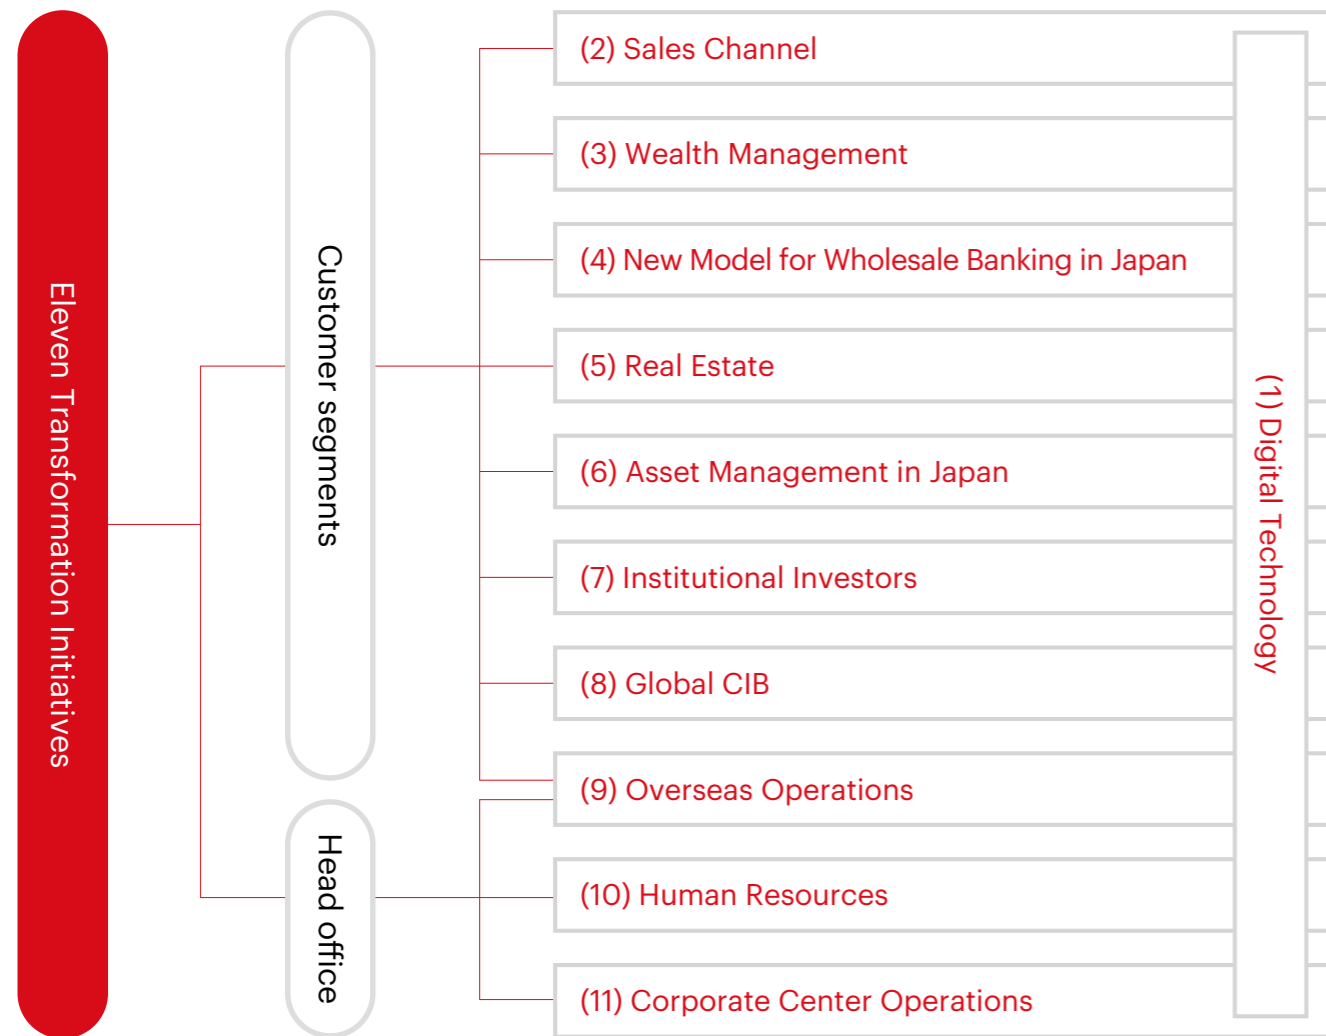 Eleven Transformation Initiatives
Customer segments
Head office
(2) Sales Channel
(3) Wealth Management
(4) New Model for Wholesale Banking in Japan
(5) Real Estate
(6) Asset Management in Japan
(7) Institutional Investors
(8) Global CIB
(9) Overseas Operations
(10) Human Resources
(11) Corporate Center Operations
(1) Digital Technology